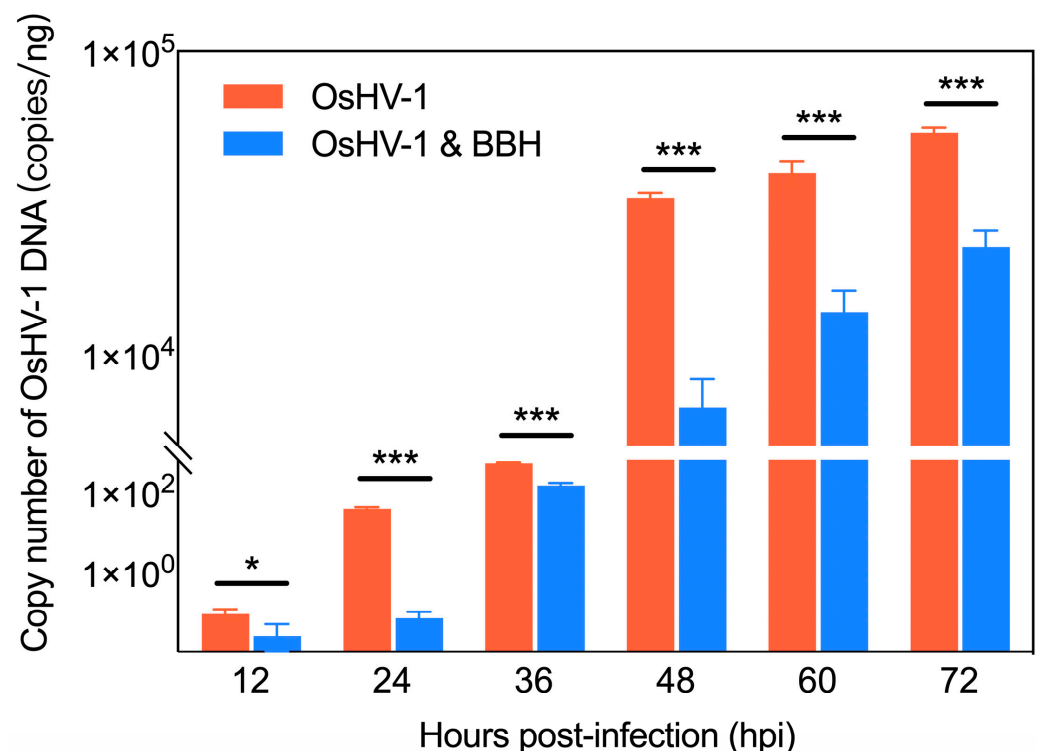 Copy number of OsHV-1 DNA (copies/ng)
1×10⁵
1×10⁴
1×10²
1×10⁰
OsHV-1
OsHV-1 & BBH
*
***
***
***
***
***
12 24 36 48 60 72
Hours post-infection (hpi)